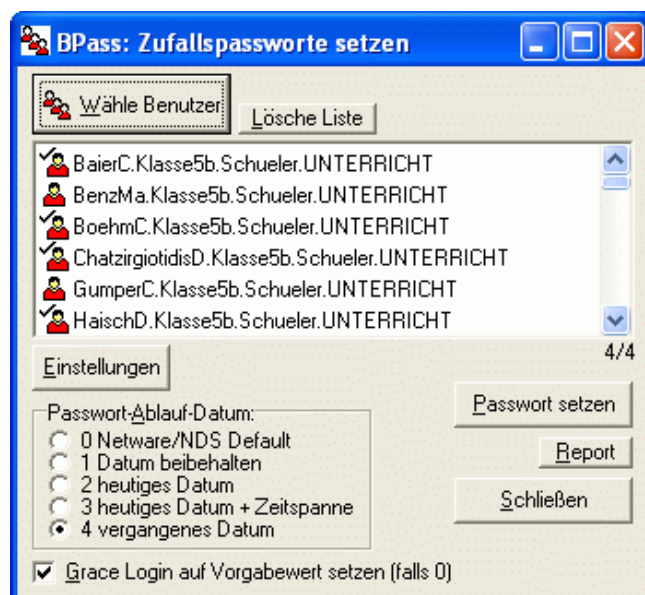 BPass: Zufallspassworte setzen
Wähle Benutzer
Lösche Liste
BaierC.Klasse5b.Schueler.UNTERRICHT
BenzMa.Klasse5b.Schueler.UNTERRICHT
BoehmC.Klasse5b.Schueler.UNTERRICHT
ChatzirgiotidisD.Klasse5b.Schueler.UNTERRICHT
GumperC.Klasse5b.Schueler.UNTERRICHT
HaischD.Klasse5b.Schueler.UNTERRICHT
4/4
Einstellungen
Passwort-Ablauf-Datum:
0 Netware/NDS Default
1 Datum beibehalten
2 heutiges Datum
3 heutiges Datum + Zeitspanne
4 vergangenes Datum
Passwort setzen
Report
Schließen
Grace Login auf Vorgabewert setzen (falls 0)